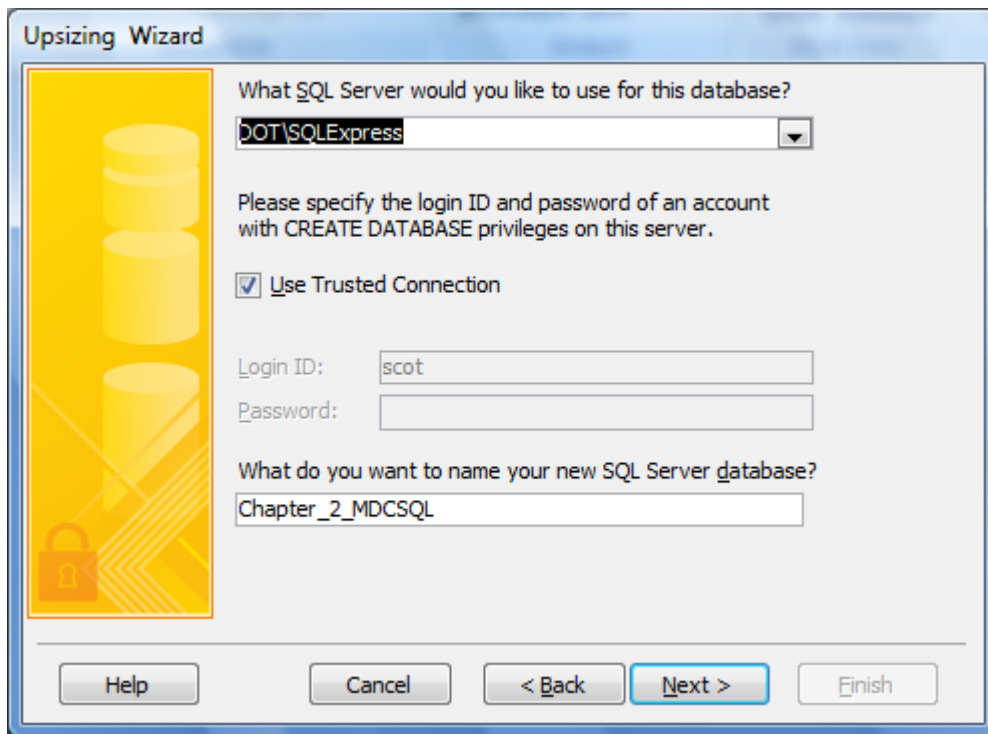 Upsizing Wizard
What SQL Server would you like to use for this database?
DOT\SQLExpress
Please specify the login ID and password of an account
with CREATE DATABASE privileges on this server.
Use Trusted Connection
Login ID:
scot
Password:
What do you want to name your new SQL Server database?
Chapter_2_MDCSQL
Help
Cancel
< Back
Next >
Finish